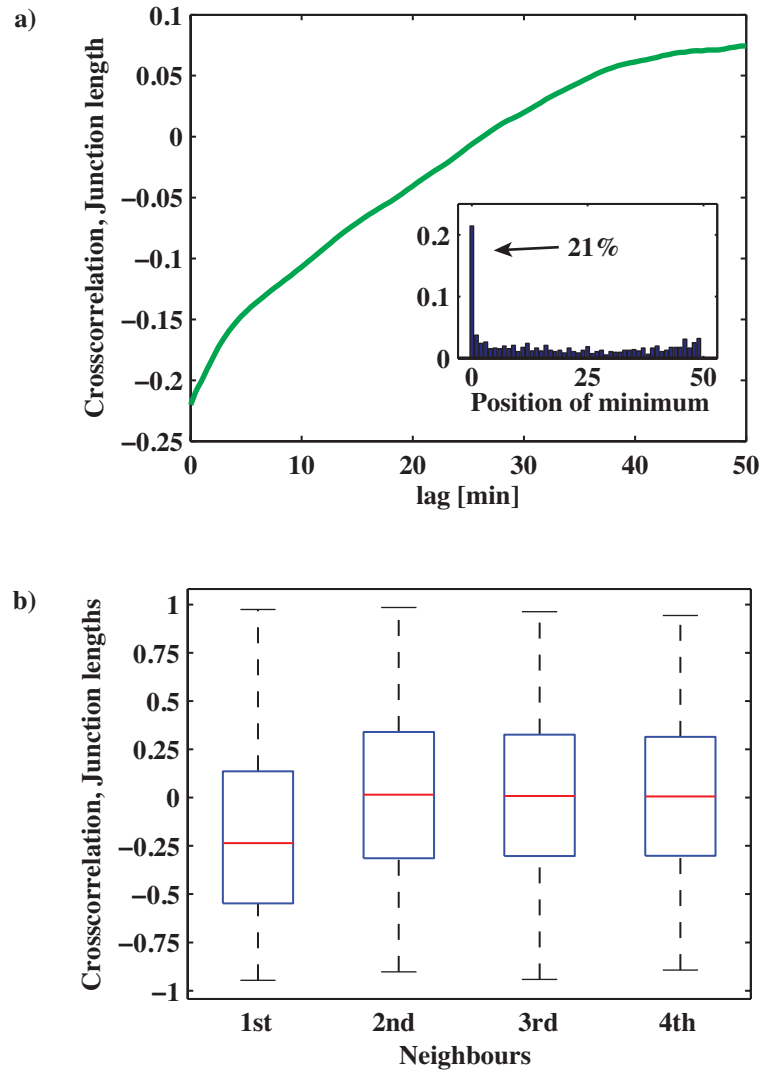 a)
Crosscorrelation, Junction length
0.1
0.05
0
−0.05
−0.1
−0.15
−0.2
−0.25
0 10 20 30 40 50
lag [min]
0.2
0.1
0
21%
0 25 50
Position of minimum
b)
Crosscorrelation, Junction lengths
1
0.75
0.5
0.25
0
−0.25
−0.5
−0.75
−1
1st 2nd 3rd 4th
Neighbours